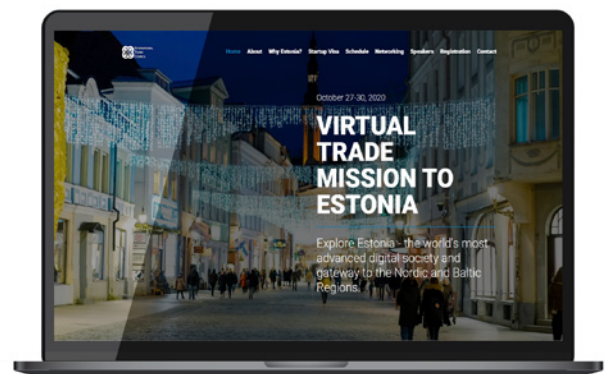 Home About Why Estonia? Startup Visa Schedule Networking Speakers Registration Contact
October 27-30, 2020
VIRTUAL
TRADE
MISSION TO
ESTONIA
Explore Estonia - the world's most
advanced digital society and
gateway to the Nordic and Baltic
Regions.